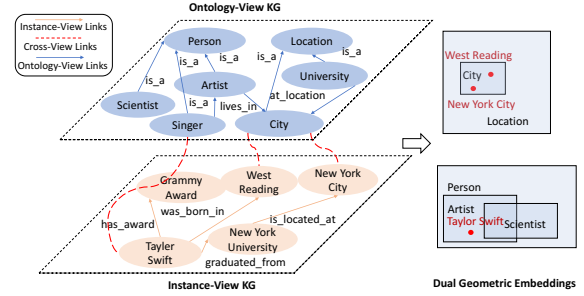 Ontology-View KG
Instance-View Links
Cross-View Links
Ontology-View Links
Person
Location
is_a
is_a
is_a
is_a
is_a
Artist
University
Scientist
is_a
lives_in
at_location
Singer
City
West Reading
City
New York City
Location
Grammy
Award
West
Reading
New York
City
has_award
was_born_in
is_located_at
Tayler
Swift
New York
University
graduated_from
Instance-View KG
Person
Artist
Taylor Swift
Scientist
Dual Geometric Embeddings